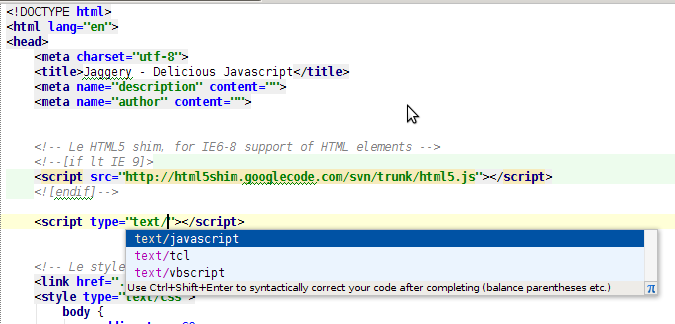 <!DOCTYPE html>
<html lang="en">
<head>
<meta charset="utf-8">
<title>Jaggery - Delicious Javascript</title>
<meta name="description" content="">
<meta name="author" content="">
<!-- Le HTML5 shim, for IE6-8 support of HTML elements -->
<!--[if lt IE 9]>
<script src="http://html5shim.googlecode.com/svn/trunk/html5.js"></script>
<![endif]-->
<script type="text/"></script>
text/javascript
text/tcl
text/vbscript
Use Ctrl+Shift+Enter to syntactically correct your code after completing (balance parentheses etc.) π
<!-- Le style
<link href=".
<style type="text/css">
body {